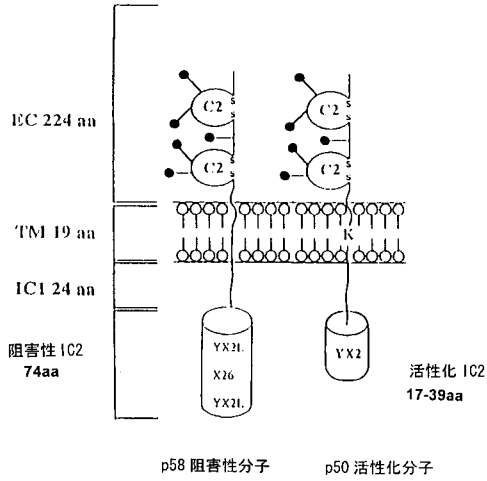 EC 224 aa
C2
S
S
C2
S
S
C2
S
S
C2
S
S
TM 19 aa
K
IC1 24 aa
阻害性 IC2
74aa
YX2L
X26
YX2L
YX2
活性化 IC2
17-39aa
p58 阻害性分子
p50 活性化分子